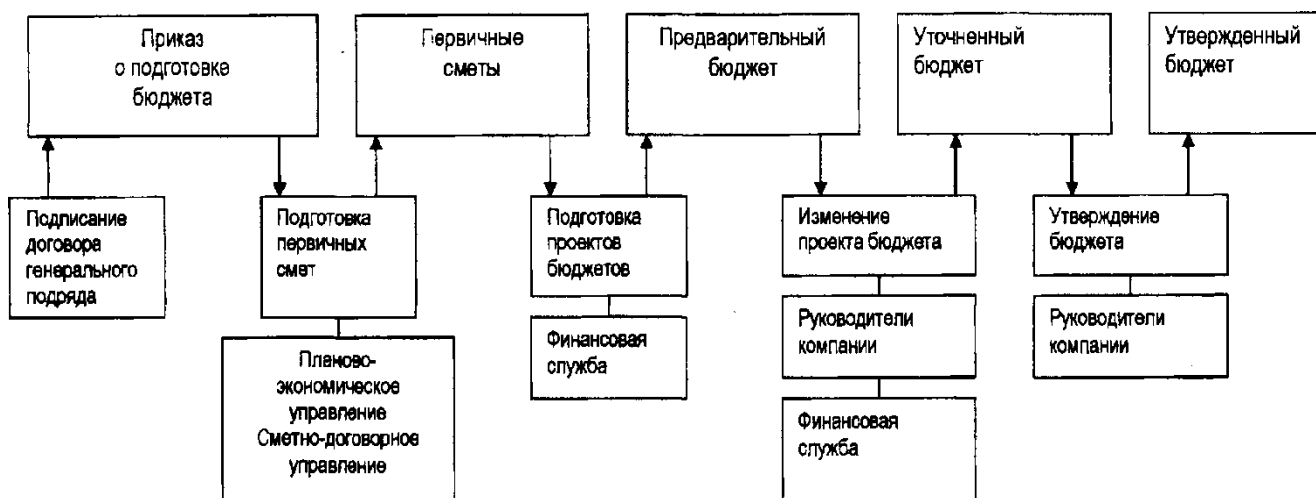 Приказ
о подготовке
бюджета
Первичные
сметы
Предварительный
бюджет
Уточненный
бюджет
Утвержденный
бюджет
Подписание
договора
генерального
подряда
Подготовка
первичных
смет
Подготовка
проектов
бюджетов
Изменение
проекта бюджета
Утверждение
бюджета
Планово-
экономическое
управление
Сметно-договорное
управление
Финансовая
служба
Руководители
компании
Руководители
компании
Финансовая
служба